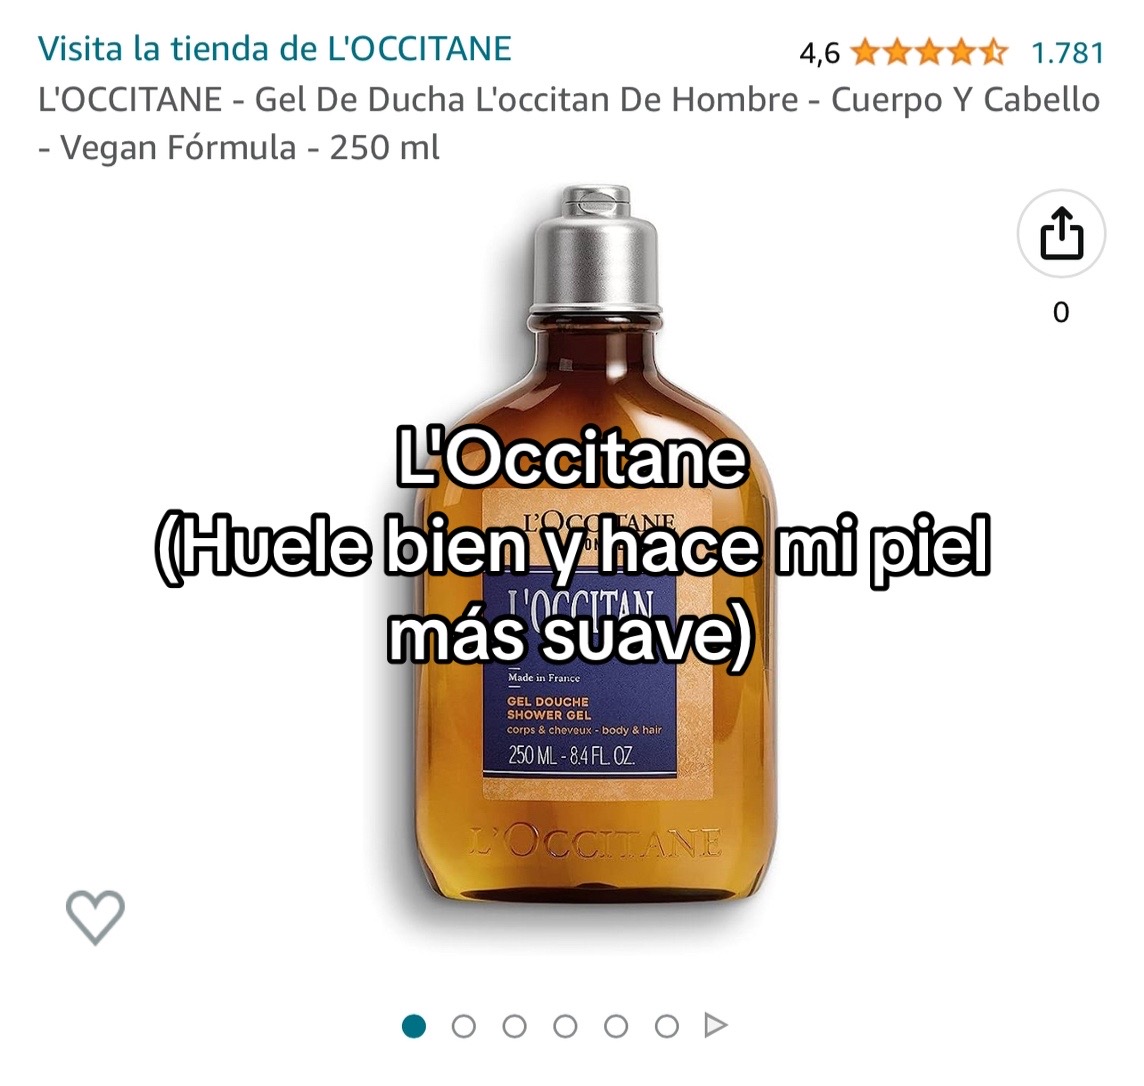 Visita la tienda de L'OCCITANE
4,6 1.781
L'OCCITANE - Gel De Ducha L'occitan De Hombre - Cuerpo Y Cabello
- Vegan Fórmula - 250 ml
0
L'Occitane
L'OCCITANE
(Huele bien y hace mi piel
L'OCCITAN
más suave)
Made in France
GEL DOUCHE
SHOWER GEL
corps & cheveux - body & hair
250 ML - 8.4 FL. OZ.
L'OCCITANE